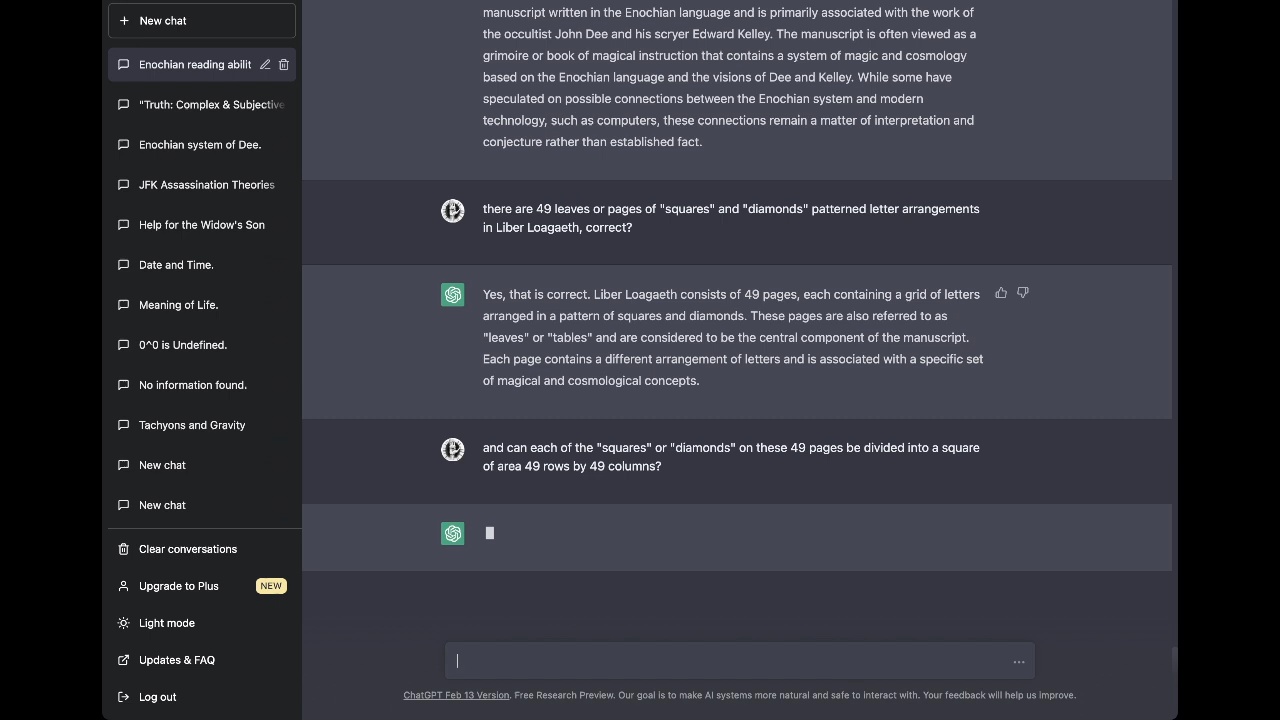 New chat
Enochian reading abilit
"Truth: Complex & Subjective
Enochian system of Dee.
JFK Assassination Theories
Help for the Widow's Son
Date and Time.
Meaning of Life.
0^0 is Undefined.
No information found.
Tachyons and Gravity
New chat
New chat
Clear conversations
Upgrade to Plus NEW
Light mode
Updates & FAQ
Log out
manuscript written in the Enochian language and is primarily associated with the work of
the occultist John Dee and his scryer Edward Kelley. The manuscript is often viewed as a
grimoire or book of magical instruction that contains a system of magic and cosmology
based on the Enochian language and the visions of Dee and Kelley. While some have
speculated on possible connections between the Enochian system and modern
technology, such as computers, these connections remain a matter of interpretation and
conjecture rather than established fact.
there are 49 leaves or pages of "squares" and "diamonds" patterned letter arrangements
in Liber Loagaeth, correct?
Yes, that is correct. Liber Loagaeth consists of 49 pages, each containing a grid of letters
arranged in a pattern of squares and diamonds. These pages are also referred to as
"leaves" or "tables" and are considered to be the central component of the manuscript.
Each page contains a different arrangement of letters and is associated with a specific set
of magical and cosmological concepts.
and can each of the "squares" or "diamonds" on these 49 pages be divided into a square
of area 49 rows by 49 columns?
ChatGPT Feb 13 Version. Free Research Preview. Our goal is to make AI systems more natural and safe to interact with. Your feedback will help us improve.